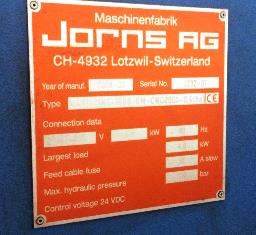 Maschinenfabrik
Jorns AG
CH-4932 Lotzwil-Switzerland
Year of manuf. Serial No.
Type CE
Connection data
V kW Hz
Largest load kW
Feed cable fuse A slow
Max. hydraulic pressure bar
Control voltage 24 VDC